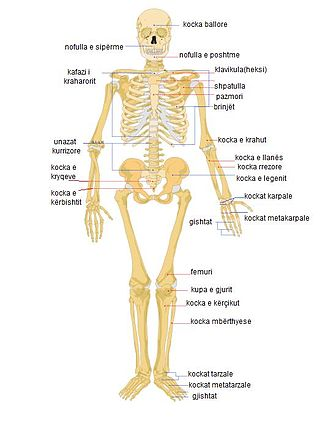 kocka ballore
nofulla e sipërme
nofulla e poshtme
kafazi i
kraharorit
klavikula(heksi)
shpatulla
pazmori
brinjët
unazat
kurrizore
kocka e krahut
kocka e llanës
kocka rrezore
kocka e legenit
kocka e
kryqeve
kocka e
kërbishtit
kockat karpale
kockat metakarpale
gishtat
femuri
kupa e gjurit
kocka e kërçikut
kocka mbërthyese
kockat tarzale
kockat metatarzale
gjishtat